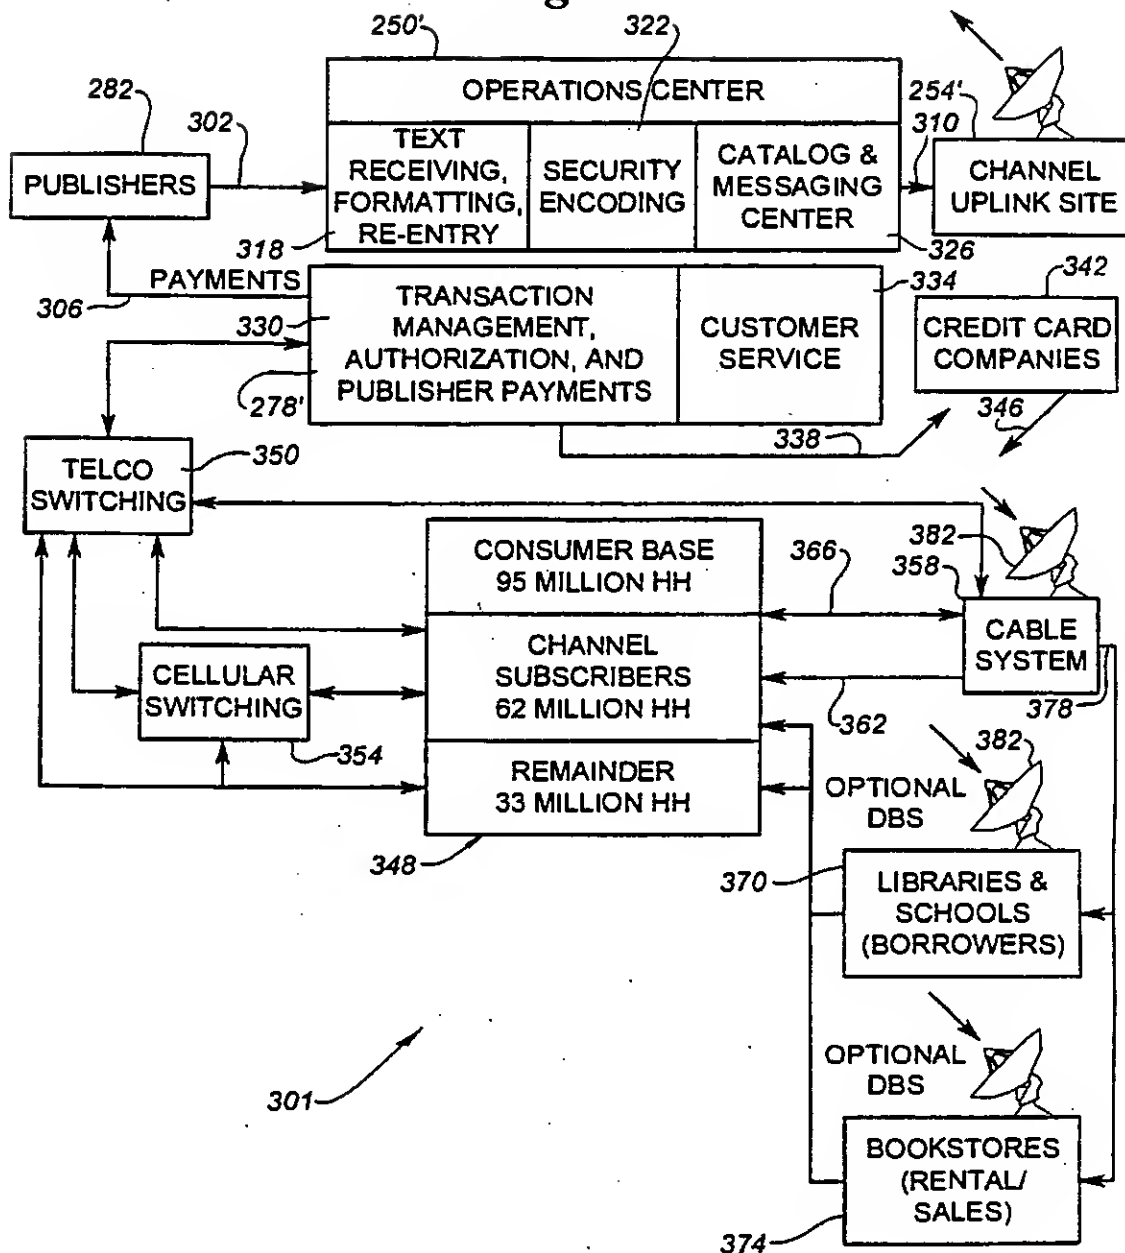 250'
322
OPERATIONS CENTER
282
302
PUBLISHERS
TEXT
RECEIVING,
FORMATTING,
RE-ENTRY
318
SECURITY
ENCODING
CATALOG &
MESSAGING
CENTER
326
254'
310
CHANNEL
UPLINK SITE
PAYMENTS
306
330
TRANSACTION
MANAGEMENT,
AUTHORIZATION, AND
PUBLISHER PAYMENTS
278'
334
CUSTOMER
SERVICE
342
CREDIT CARD
COMPANIES
338
346
TELCO
SWITCHING
350
CONSUMER BASE
95 MILLION HH
366
382
358
CABLE
SYSTEM
CHANNEL
SUBSCRIBERS
62 MILLION HH
CELLULAR
SWITCHING
362
378
354
REMAINDER
33 MILLION HH
348
382
OPTIONAL
DBS
370
LIBRARIES &
SCHOOLS
(BORROWERS)
OPTIONAL
DBS
301
BOOKSTORES
(RENTAL/
SALES)
374